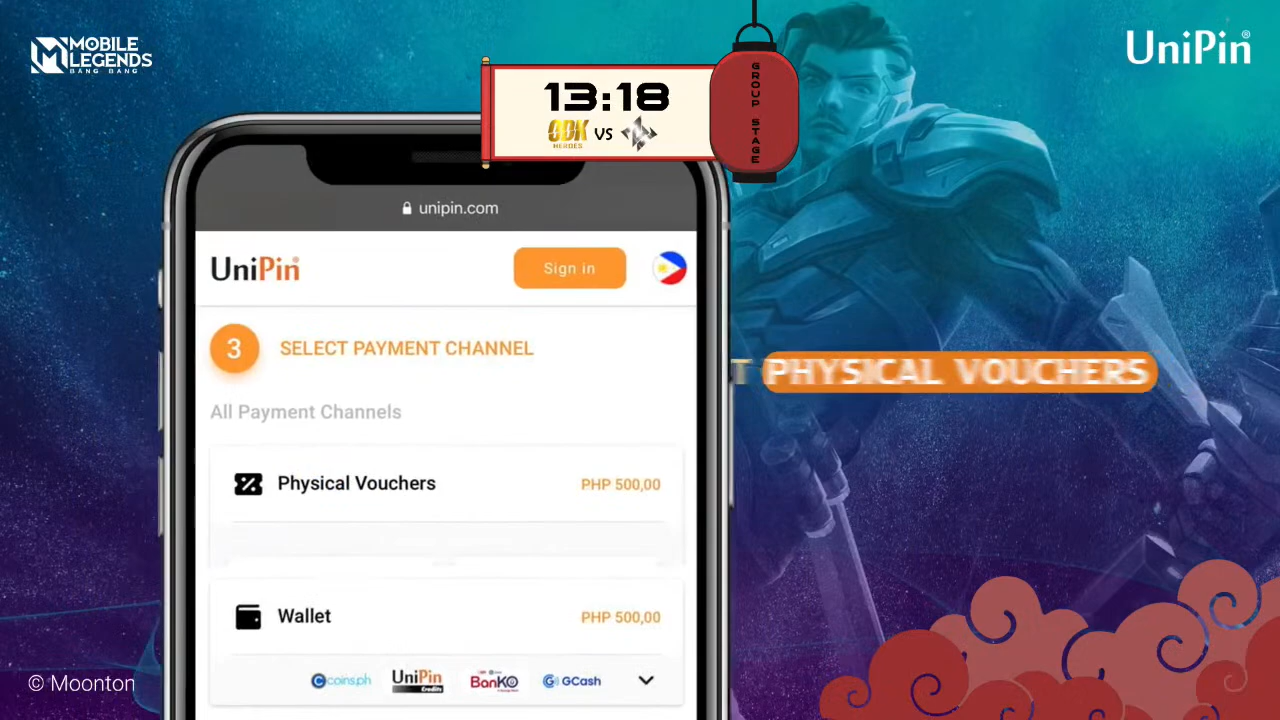 MOBILE
LEGENDS
BANG BANG
13:18
ODK
HEROES
VS
GROUP STAGE
UniPin®
unipin.com
UniPin®
Sign in
3
SELECT PAYMENT CHANNEL
T PHYSICAL VOUCHERS
All Payment Channels
Physical Vouchers
PHP 500,00
Wallet
PHP 500,00
coins.ph
UniPin
Credits
BanKO
GCash
© Moonton